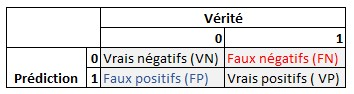 Vérité
0 1
0 Vrais négatifs (VN) Faux négatifs (FN)
Prédiction 1 Faux positifs (FP) Vrais positifs ( VP)